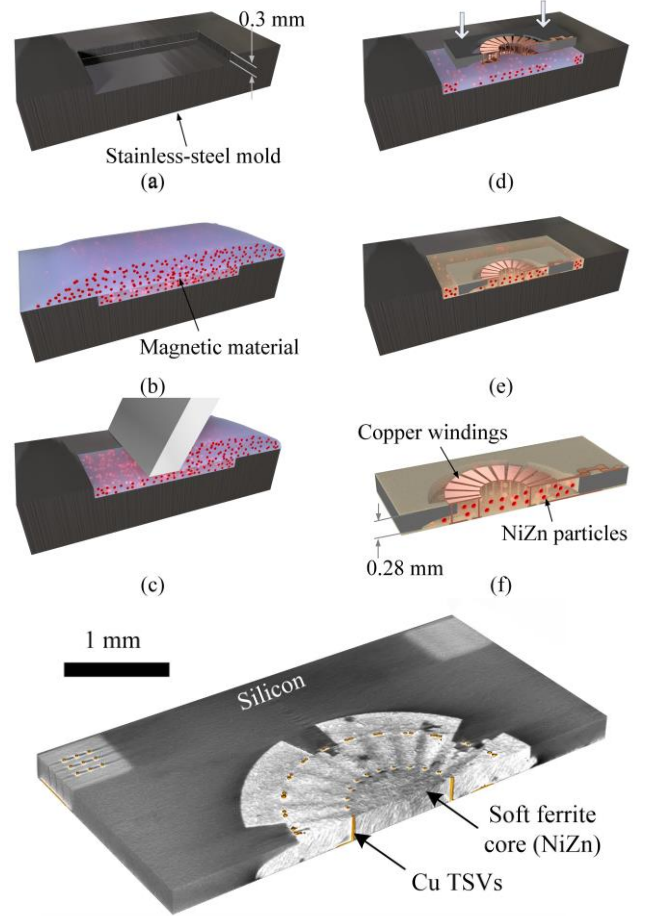 0.3 mm
Stainless-steel mold
(a)
(d)
Magnetic material
(b)
(e)
(c)
Copper windings
NiZn particles
0.28 mm
(f)
1 mm
Silicon
Soft ferrite
core (NiZn)
Cu TSVs